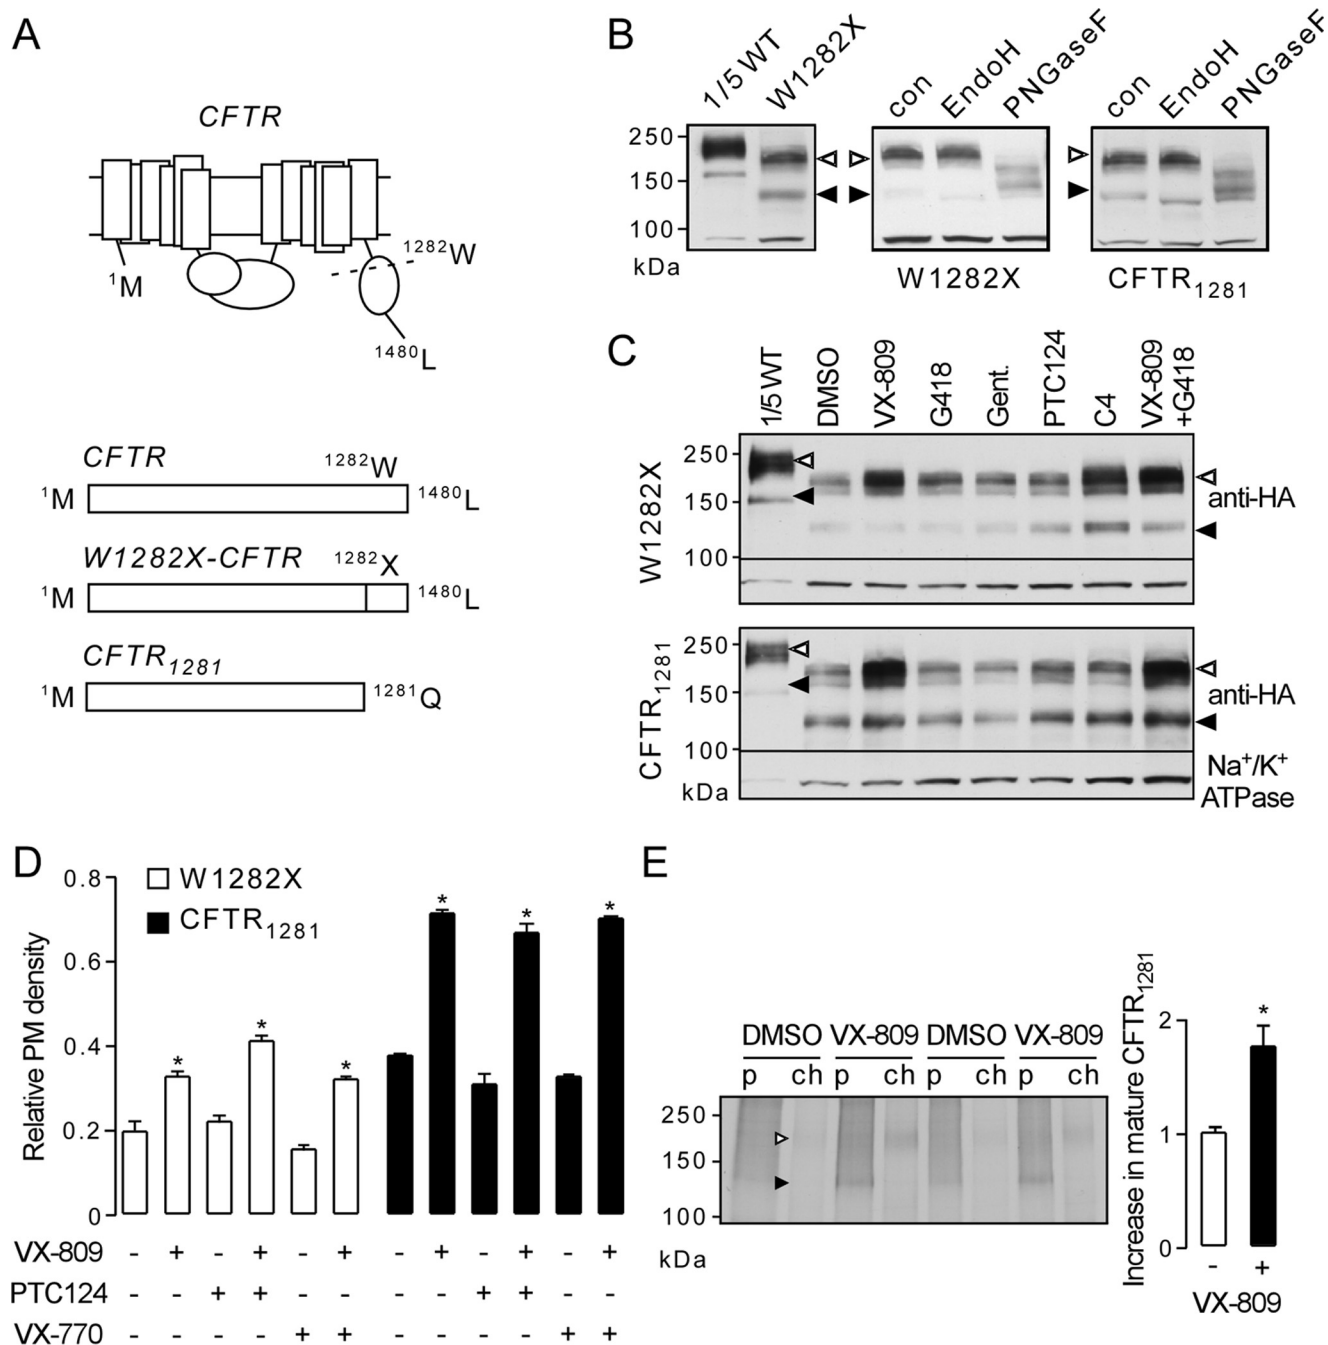 A
CFTR
¹M
¹²⁸²W
¹⁴⁸⁰L
CFTR
¹²⁸²W
¹M
¹⁴⁸⁰L
W1282X-CFTR
¹²⁸²X
¹M
¹⁴⁸⁰L
CFTR₁₂₈₁
¹M
¹²⁸¹Q
B
1/5 WT
W1282X
con
EndoH
PNGaseF
con
EndoH
PNGaseF
250
150
100
kDa
W1282X
CFTR₁₂₈₁
C
1/5 WT
DMSO
VX-809
G418
Gent.
PTC124
C4
VX-809
+G418
W1282X
250
150
100
anti-HA
CFTR₁₂₈₁
250
150
100
kDa
anti-HA
Na⁺/K⁺
ATPase
D
W1282X
CFTR₁₂₈₁
Relative PM density
0.8
0.6
0.4
0.2
0
* * * * * *
VX-809 - + - + - + - + - + - +
PTC124 - - + + - - - - + + - -
VX-770 - - - - + + - - - - + +
E
DMSO VX-809 DMSO VX-809
p ch p ch p ch p ch
250
150
100
kDa
Increase in mature CFTR₁₂₈₁
2
1
0
*
- +
VX-809